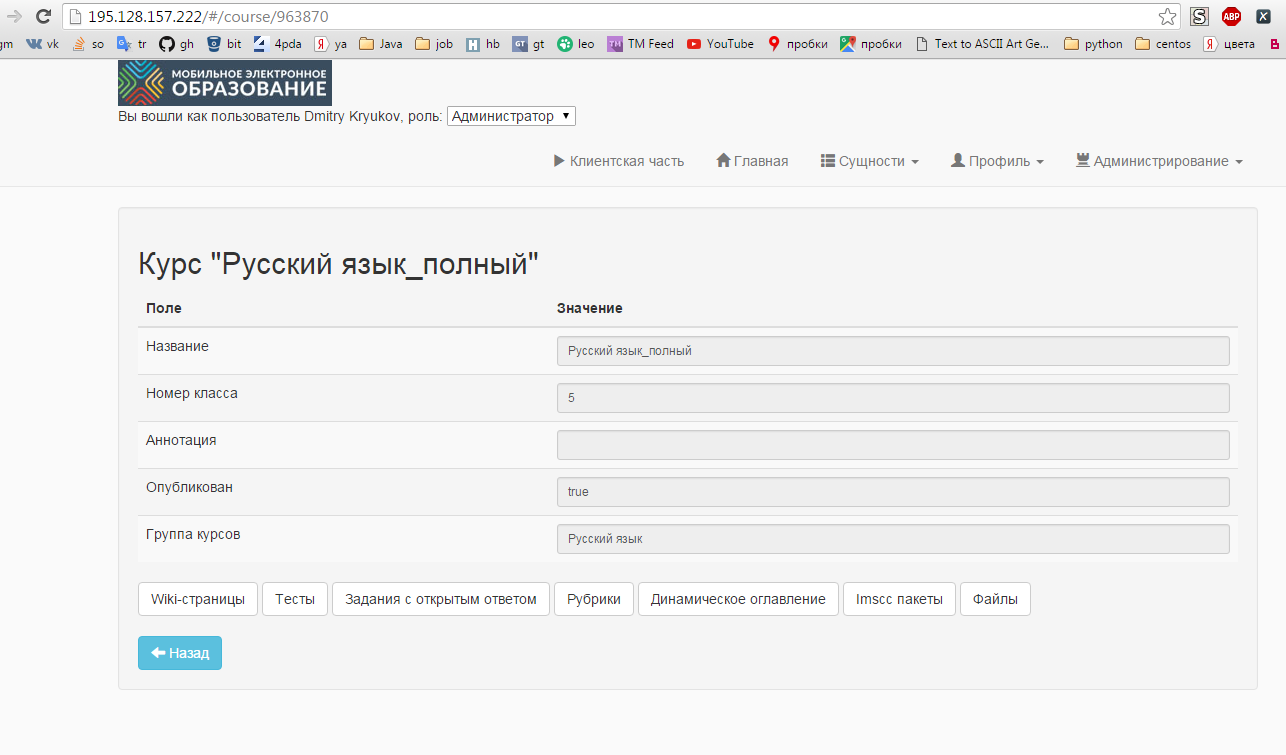 195.128.157.222/#/course/963870
S ABP X
gm vk so tr gh bit 4pda Я ya Java job H hb GT gt leo TH TM Feed YouTube пробки пробки Text to ASCII Art Ge... python centos Я цвета B
МОБИЛЬНОЕ ЭЛЕКТРОННОЕ
ОБРАЗОВАНИЕ
Вы вошли как пользователь Dmitry Kryukov, роль: Администратор
Клиентская часть Главная Сущности Профиль Администрирование
Курс "Русский язык_полный"
Поле Значение
Название Русский язык_полный
Номер класса 5
Аннотация
Опубликован true
Группа курсов Русский язык
Wiki-страницы Тесты Задания с открытым ответом Рубрики Динамическое оглавление Imscc пакеты Файлы
Назад